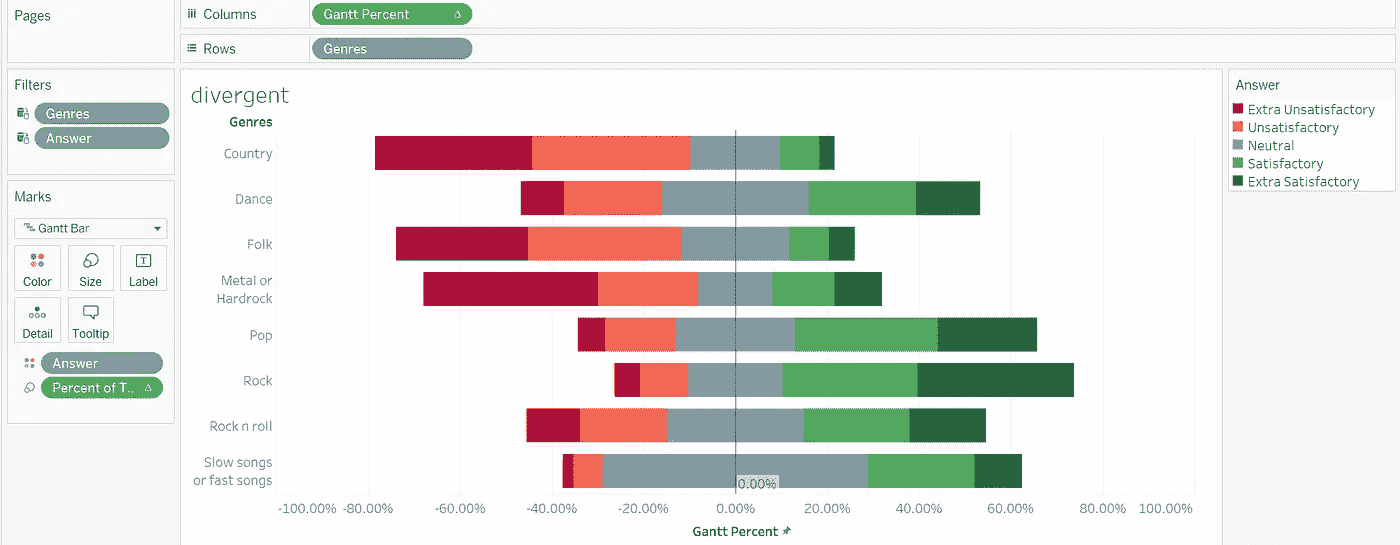 Pages
Columns
Gantt Percent
Rows
Genres
Filters
Genres
Answer
Marks
Gantt Bar
Color Size Label
Detail Tooltip
Answer
Percent of T..
divergent
Genres
Country
Dance
Folk
Metal or
Hardrock
Pop
Rock
Rock n roll
Slow songs
or fast songs
0.00%
-100.00% -80.00% -60.00% -40.00% -20.00% 0.00% 20.00% 40.00% 60.00% 80.00% 100.00%
Gantt Percent
Answer
Extra Unsatisfactory
Unsatisfactory
Neutral
Satisfactory
Extra Satisfactory